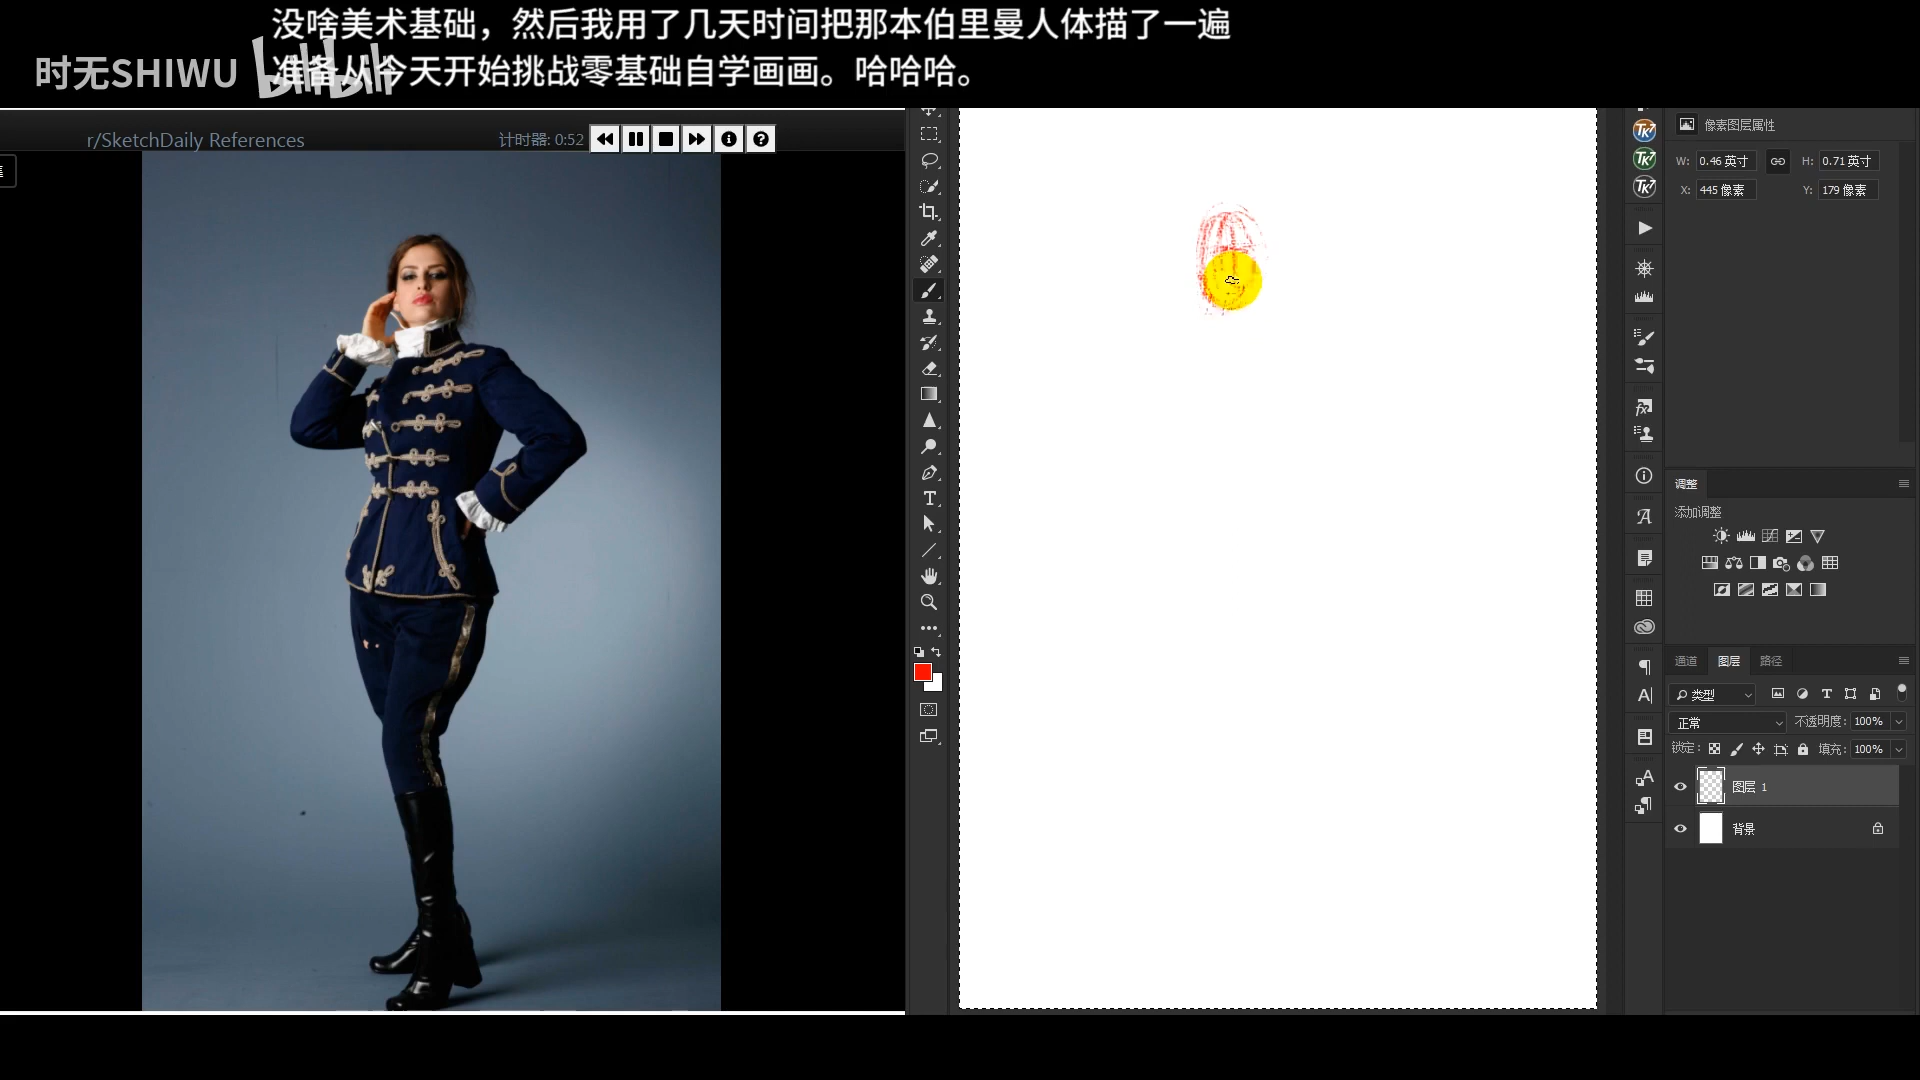 没啥美术基础，然后我用了几天时间把那本伯里曼人体描了一遍
准备从今天开始挑战零基础自学画画。哈哈哈。
时无SHIWU bilibili
r/SketchDaily References
计时器: 0:52
像素图层属性
W: 0.46 英寸 H: 0.71 英寸
X: 445 像素 Y: 179 像素
调整
添加调整
通道 图层 路径
类型
正常 不透明度: 100%
锁定: 填充: 100%
图层 1
背景